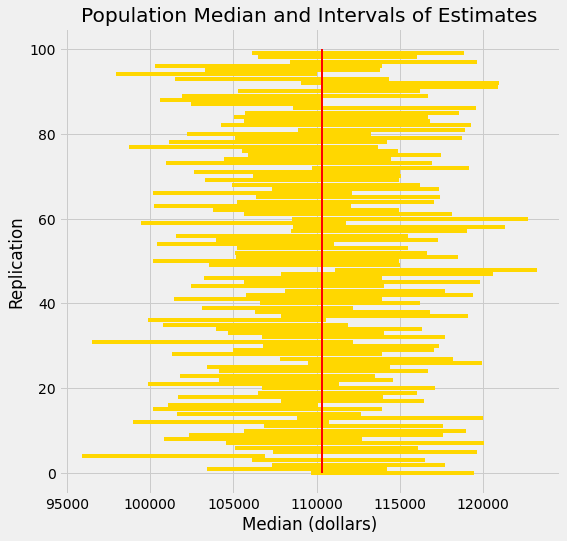 Population Median and Intervals of Estimates
100
80
60
40
20
0
Replication
95000 100000 105000 110000 115000 120000
Median (dollars)